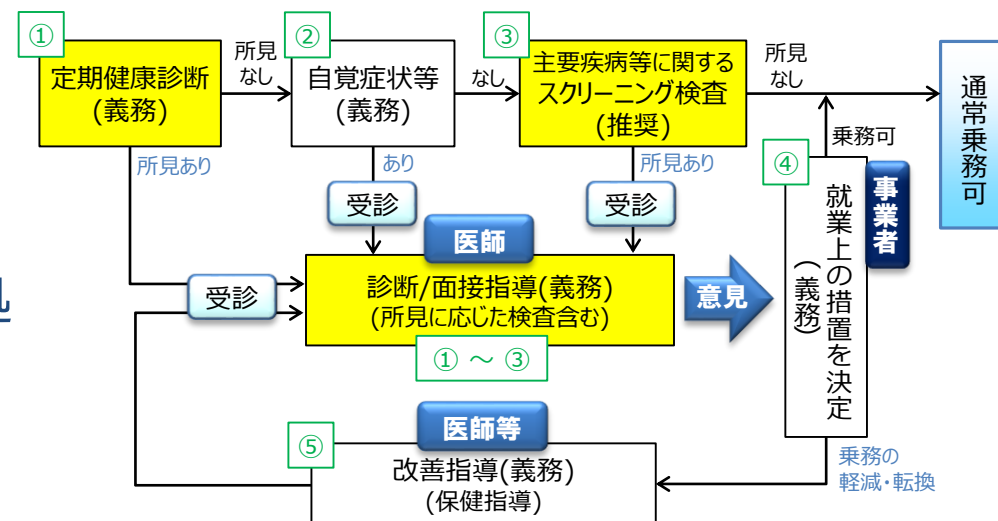 ①
定期健康診断
(義務)
所見
なし
②
自覚症状等
(義務)
なし
③
主要疾病等に関する
スクリーニング検査
(推奨)
所見
なし
通常乗務可
所見あり
あり
所見あり
乗務可
④
事業者
就業上の措置を決定
(義務)
受診
受診
医師
受診
診断/面接指導(義務)
(所見に応じた検査含む)
意見
① ～ ③
医師等
⑤
改善指導(義務)
(保健指導)
乗務の
軽減・転換